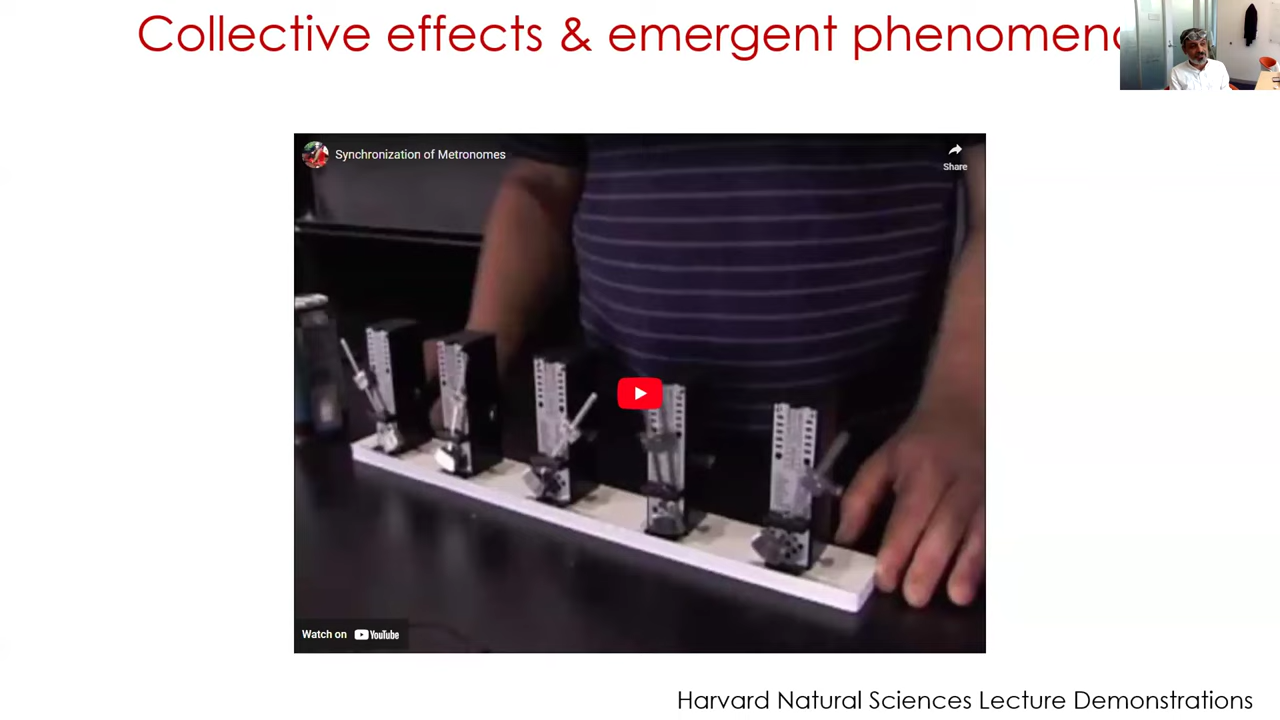 Collective effects & emergent phenomena
Synchronization of Metronomes
Share
Watch on YouTube
Harvard Natural Sciences Lecture Demonstrations